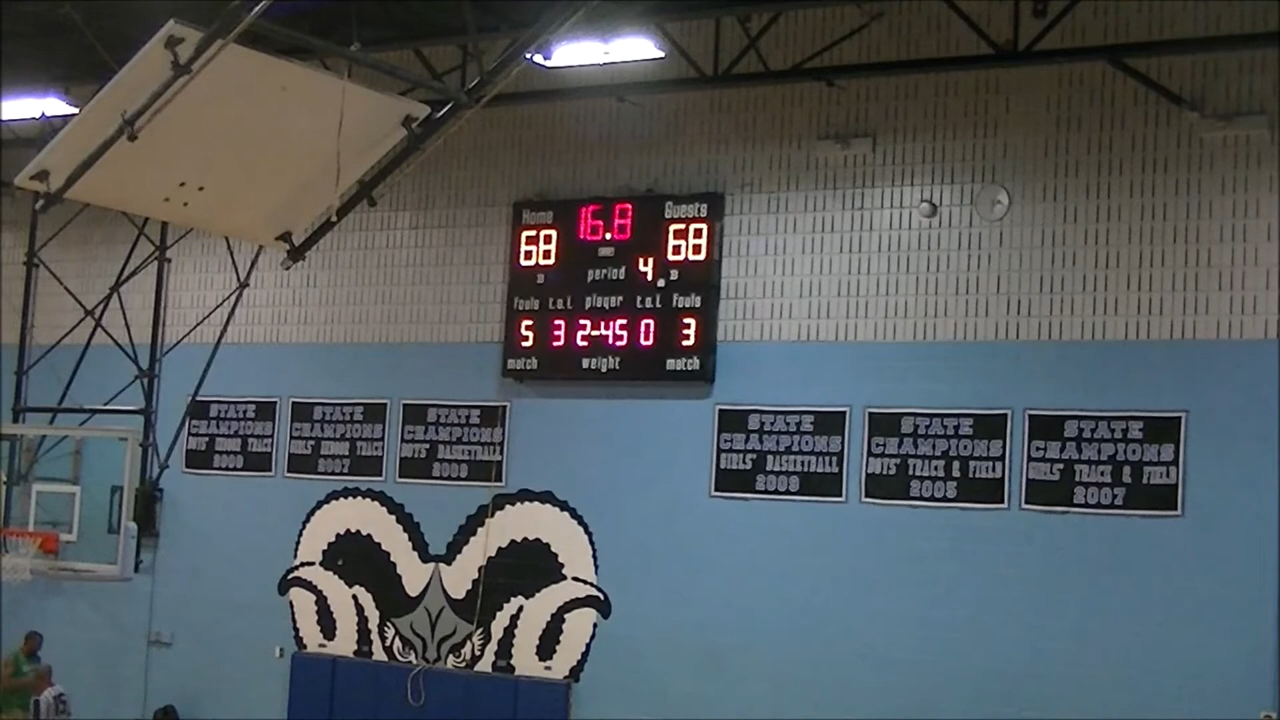 Home 16.8 Guests
68 68
period 4
fouls t.o.l player t.o.l fouls
5 3 2-45 0 3
match weight match
STATE
CHAMPIONS
BOYS' INDOOR TRACK
STATE
CHAMPIONS
GIRLS' INDOOR TRACK
2007
STATE
CHAMPIONS
BOYS' BASKETBALL
2009
STATE
CHAMPIONS
GIRLS' BASKETBALL
2009
STATE
CHAMPIONS
BOYS' TRACK & FIELD
2005
STATE
CHAMPIONS
GIRLS' TRACK & FIELD
2007
15